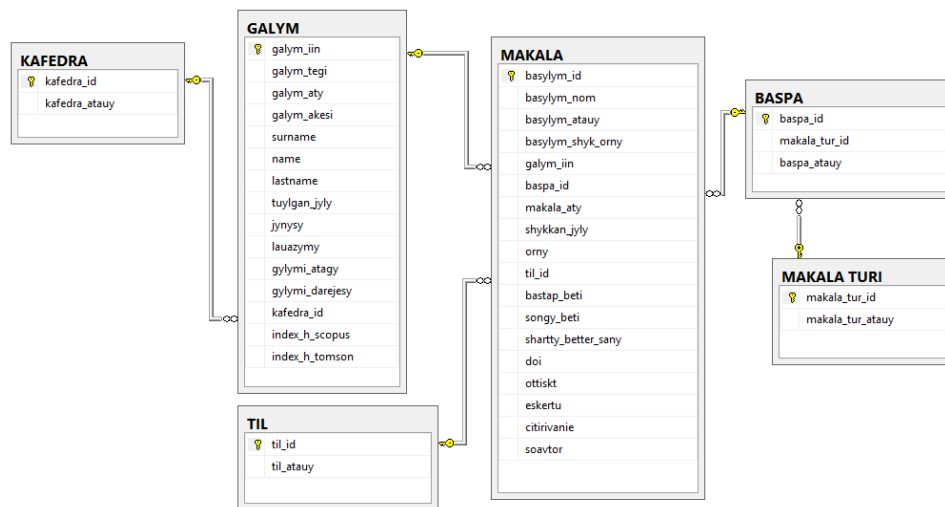 KAFEDRA
kafedra_id
kafedra_atauy
GALYM
galym_iin
galym_tegi
galym_aty
galym_akesi
surname
name
lastname
tuylgan_jyly
jynysy
lauazymy
gylymi_atagy
gylymi_darejesy
kafedra_id
index_h_scopus
index_h_tomson
TIL
til_id
til_atauy
MAKALA
basylym_id
basylym_nom
basylym_atauy
basylym_shyk_orny
galym_iin
baspa_id
makala_aty
shykkan_jyly
orny
til_id
bastap_beti
songy_beti
shartty_better_sany
doi
ottiskt
eskertu
citirivanie
soavtor
BASPA
baspa_id
makala_tur_id
baspa_atauy
MAKALA TURI
makala_tur_id
makala_tur_atauy